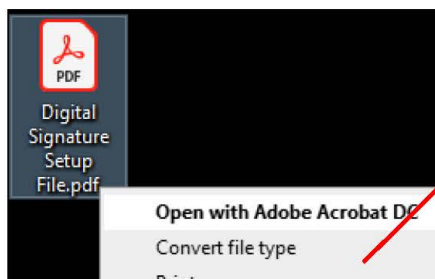 PDF
Digital
Signature
Setup
File.pdf
Open with Adobe Acrobat DC
Convert file type